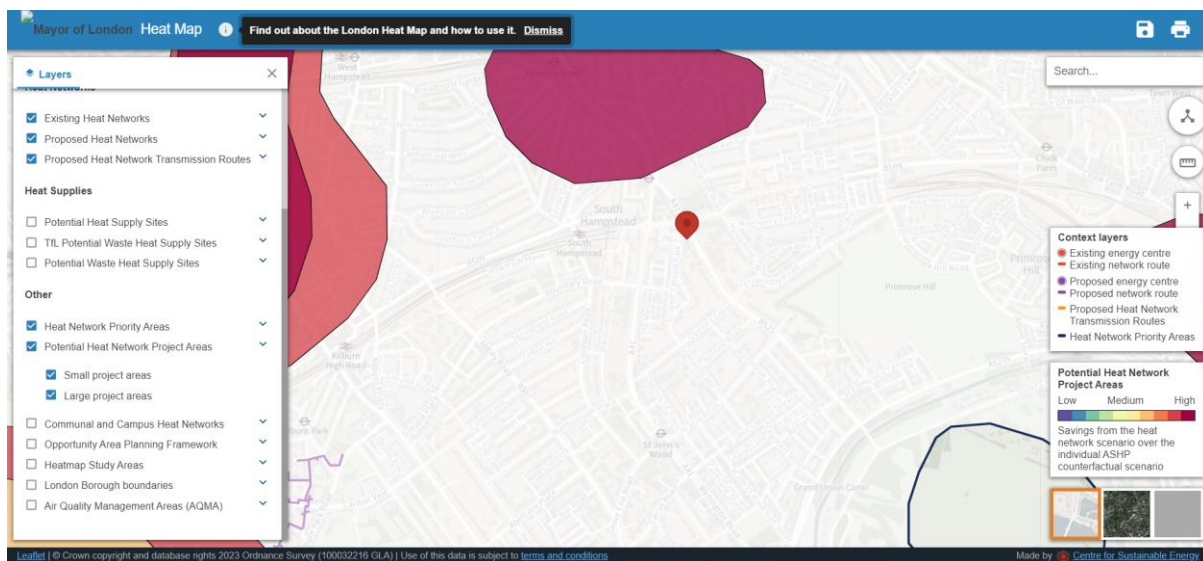 Mayor of London Heat Map
Find out about the London Heat Map and how to use it. Dismiss
Layers
Heat Networks
Existing Heat Networks
Proposed Heat Networks
Proposed Heat Network Transmission Routes
Heat Supplies
Potential Heat Supply Sites
TfL Potential Waste Heat Supply Sites
Potential Waste Heat Supply Sites
Other
Heat Network Priority Areas
Potential Heat Network Project Areas
Small project areas
Large project areas
Communal and Campus Heat Networks
Opportunity Area Planning Framework
Heatmap Study Areas
London Borough boundaries
Air Quality Management Areas (AQMA)
West
Hampstead
South
Hampstead
South
Hampstead
Kilburn
High Road
St John's
Wood
Chalk
Farm
Primrose Hill
Primrose
Hill
Grand Union Canal
Search...
+
Context layers
Existing energy centre
Existing network route
Proposed energy centre
Proposed network route
Proposed Heat Network
Transmission Routes
Heat Network Priority Areas
Potential Heat Network
Project Areas
Low Medium High
Savings from the heat
network scenario over the
individual ASHP
counterfactual scenario
Leaflet | © Crown copyright and database rights 2023 Ordnance Survey (100032216 GLA) | Use of this data is subject to terms and conditions
Made by Centre for Sustainable Energy